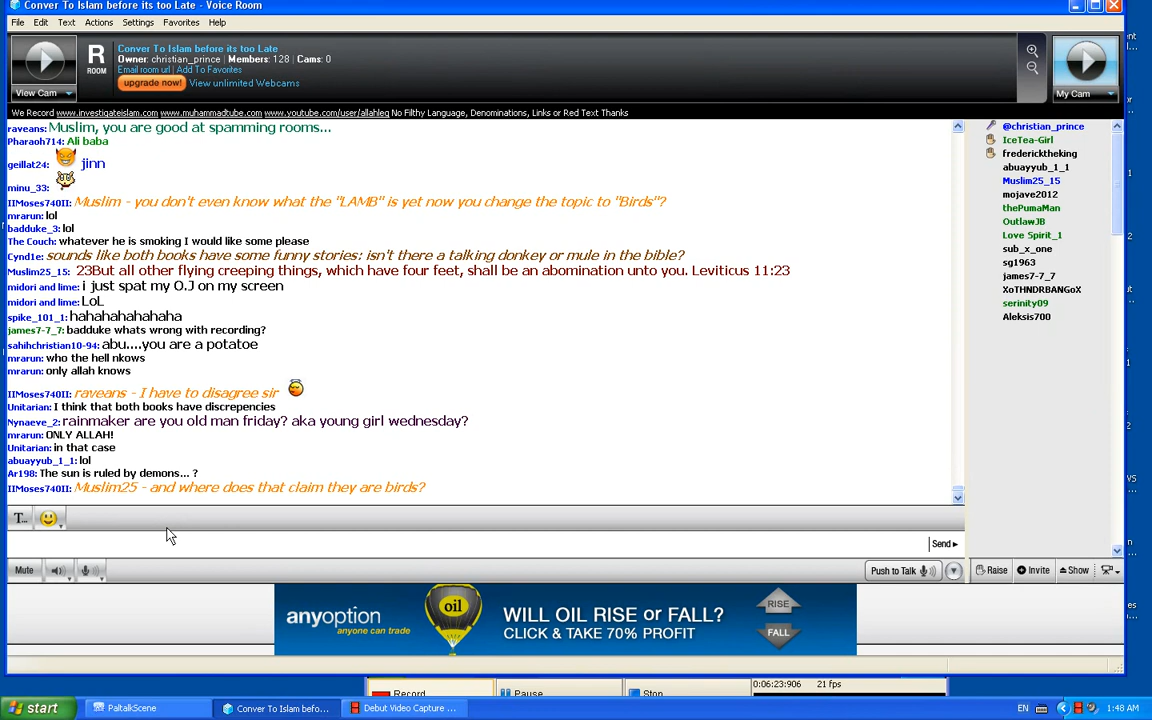 Conver To Islam before its too Late - Voice Room
File Edit Text Actions Settings Favorites Help
R
ROOM
Conver To Islam before its too Late
Owner: christian_prince | Members: 128 | Cams: 0
Email room url | Add To Favorites
upgrade now! View unlimited Webcams
View Cam
My Cam
We Record www.investigateislam.com www.muhammadtube.com www.youtube.com/user/allahleg No Filthy Language, Denominations, Links or Red Text Thanks
raveans: Muslim, you are good at spamming rooms...
Pharaoh714: Ali baba
geillat24: jinn
minu_33:
IIMoses740II: Muslim - you don't even know what the "LAMB" is yet now you change the topic to "Birds"?
mrarun: lol
badduke_3: lol
The Couch: whatever he is smoking I would like some please
Cynd1e: sounds like both books have some funny stories: isn't there a talking donkey or mule in the bible?
Muslim25_15: 23But all other flying creeping things, which have four feet, shall be an abomination unto you. Leviticus 11:23
midori and lime: i just spat my O.J on my screen
midori and lime: LoL
spike_101_1: hahahahahahaha
james7-7_7: badduke whats wrong with recording?
sahihchristian10-94: abu....you are a potatoe
mrarun: who the hell nkows
mrarun: only allah knows
IIMoses740II: raveans - I have to disagree sir
Unitarian: I think that both books have discrepencies
Nynaeve_2: rainmaker are you old man friday? aka young girl wednesday?
mrarun: ONLY ALLAH!
Unitarian: in that case
abuayyub_1_1: lol
Ar198: The sun is ruled by demons... ?
IIMoses740II: Muslim25 - and where does that claim they are birds?
@christian_prince
IceTea-Girl
fredericktheking
abuayyub_1_1
Muslim25_15
mojave2012
thePumaMan
OutlawJB
Love Spirit_1
sub_x_one
sg1963
james7-7_7
XoTHNDRBANGoX
serinity09
Aleksis700
T...
Send
Mute
Push to Talk
Raise Invite Show
anyoption
anyone can trade
oil
WILL OIL RISE or FALL?
CLICK & TAKE 70% PROFIT
RISE
FALL
Record Pause Stop
0:06:23:906 21 fps
start PaltalkScene Conver To Islam befo... Debut Video Capture ... EN 1:48 AM